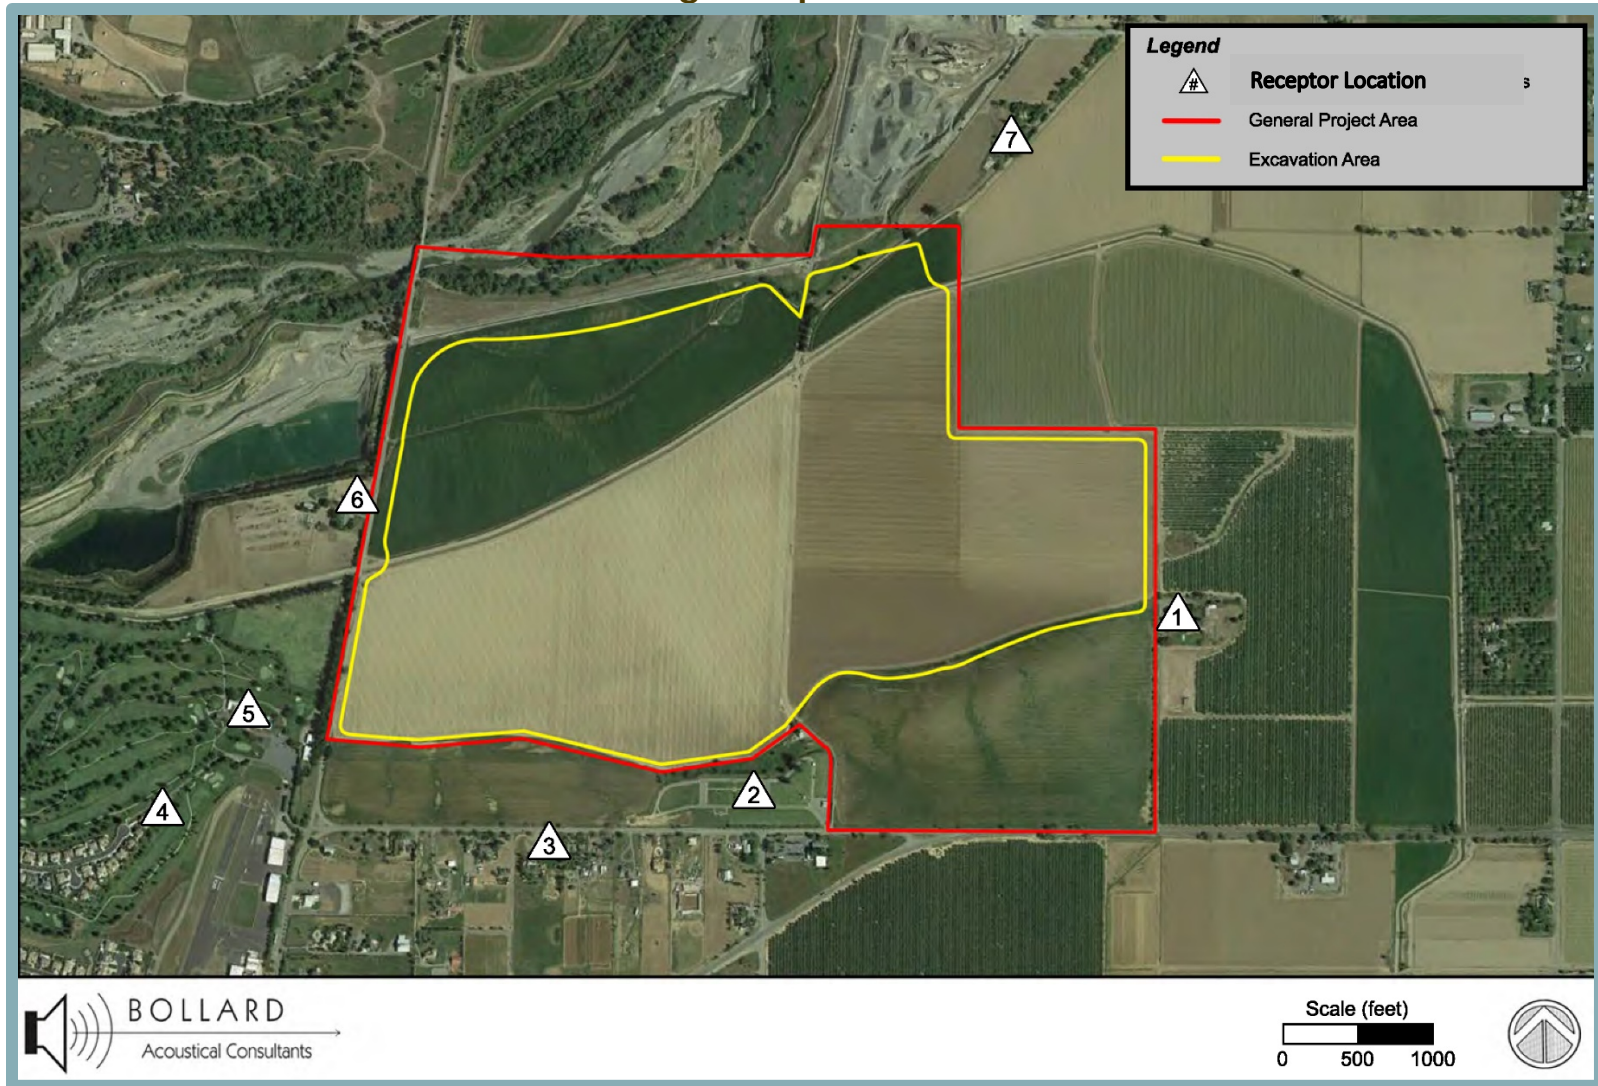 Legend
# Receptor Location s
General Project Area
Excavation Area
7
6
1
5
2
4
3
BOLLARD
Acoustical Consultants
Scale (feet)
0 500 1000